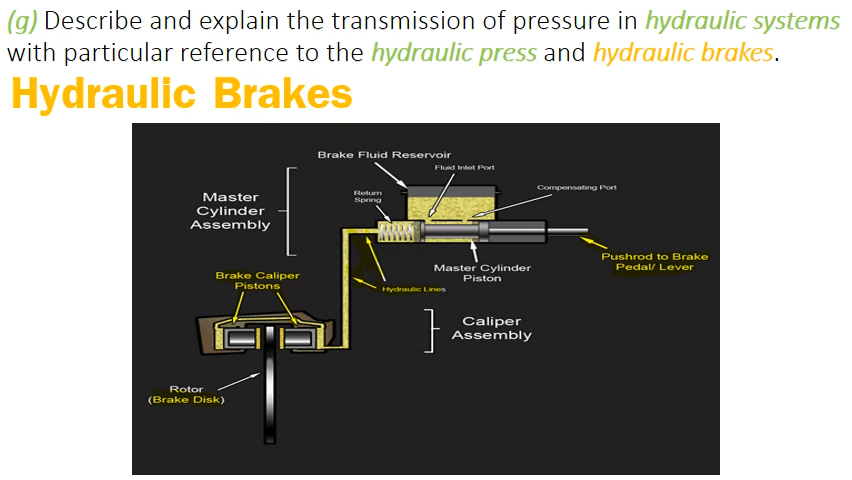 (g) Describe and explain the transmission of pressure in hydraulic systems
with particular reference to the hydraulic press and hydraulic brakes.
Hydraulic Brakes
Brake Fluid Reservoir
Fluid Inlet Port
Compensating Port
Return
Spring
Master
Cylinder
Assembly
Pushrod to Brake
Pedal/ Lever
Master Cylinder
Piston
Brake Caliper
Pistons
Hydraulic Lines
Caliper
Assembly
Rotor
(Brake Disk)